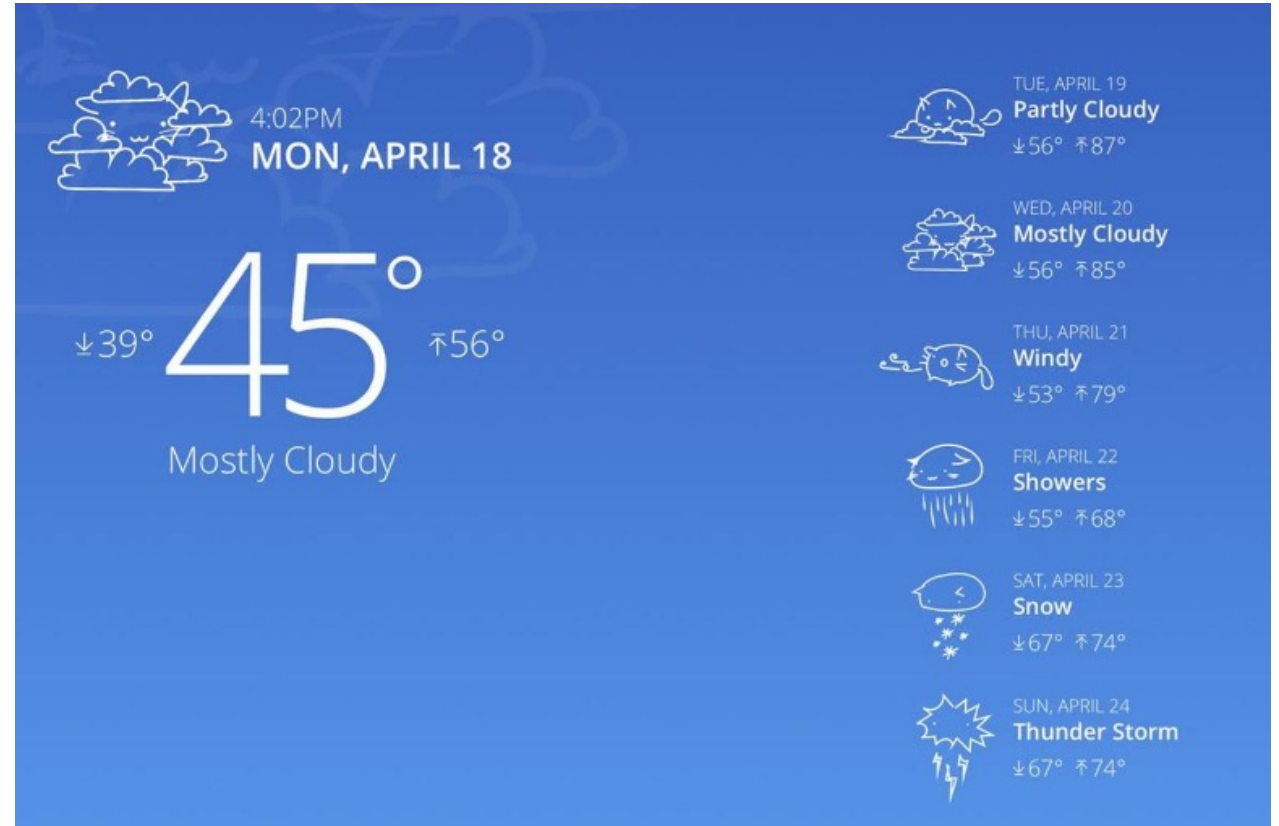 4:02PM
MON, APRIL 18
45°
↓39° ↑56°
Mostly Cloudy
TUE, APRIL 19
Partly Cloudy
↓56° ↑87°
WED, APRIL 20
Mostly Cloudy
↓56° ↑85°
THU, APRIL 21
Windy
↓53° ↑79°
FRI, APRIL 22
Showers
↓55° ↑68°
SAT, APRIL 23
Snow
↓67° ↑74°
SUN, APRIL 24
Thunder Storm
↓67° ↑74°